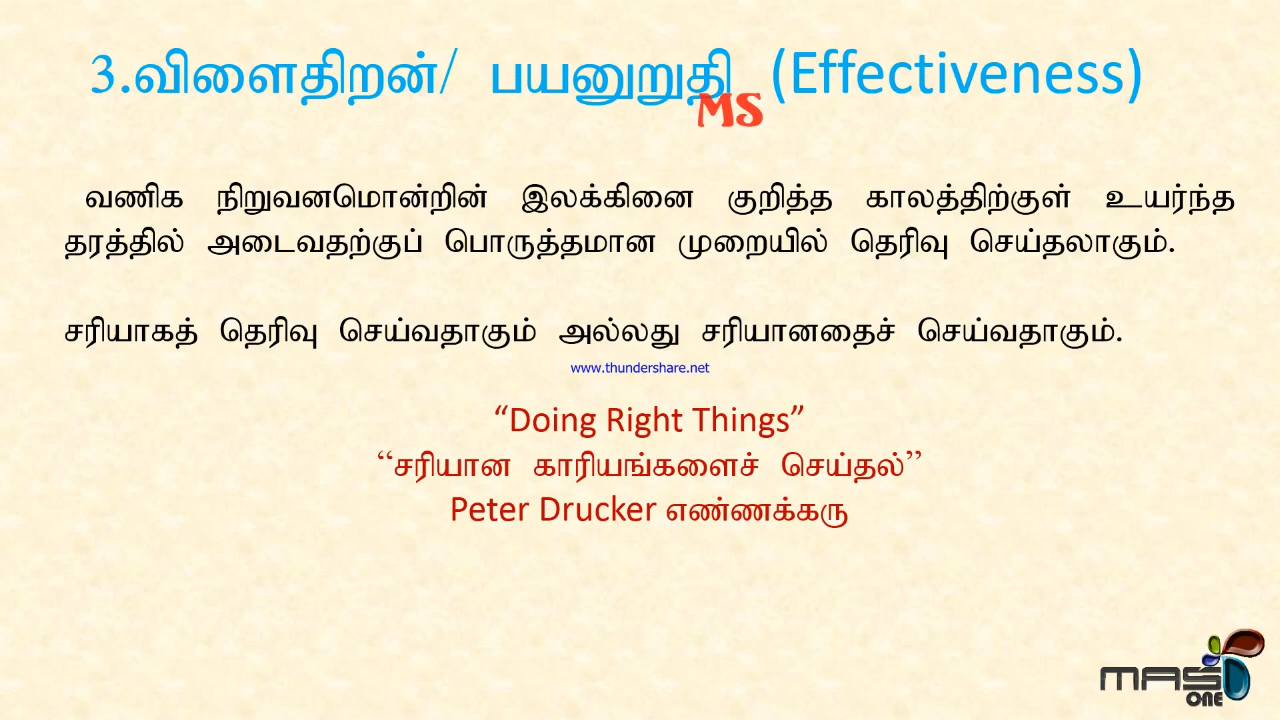 3.விளைதிறன்/ பயனுறுதி (Effectiveness)
MS
வணிக நிறுவனமொன்றின் இலக்கினை குறித்த காலத்திற்குள் உயர்ந்த
தரத்தில் அடைவதற்குப் பொருத்தமான முறையில் தெரிவு செய்தலாகும்.
சரியாகத் தெரிவு செய்வதாகும் அல்லது சரியானதைச் செய்வதாகும்.
www.thundershare.net
“Doing Right Things”
“சரியான காரியங்களைச் செய்தல்”
Peter Drucker எண்ணக்கரு
MAS
ONE